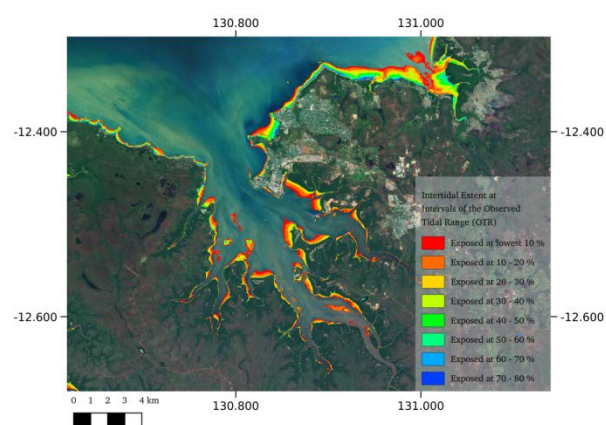 130.800 131.000
-12.400 -12.400
Intertidal Extent at
Intervals of the Observed
Tidal Range (OTR)
Exposed at lowest 10 %
Exposed at 10 - 20 %
Exposed at 20 - 30 %
Exposed at 30 - 40 %
Exposed at 40 - 50 %
Exposed at 50 - 60 %
Exposed at 60 - 70 %
Exposed at 70 - 80 %
-12.600 -12.600
0 1 2 3 4 km
130.800 131.000